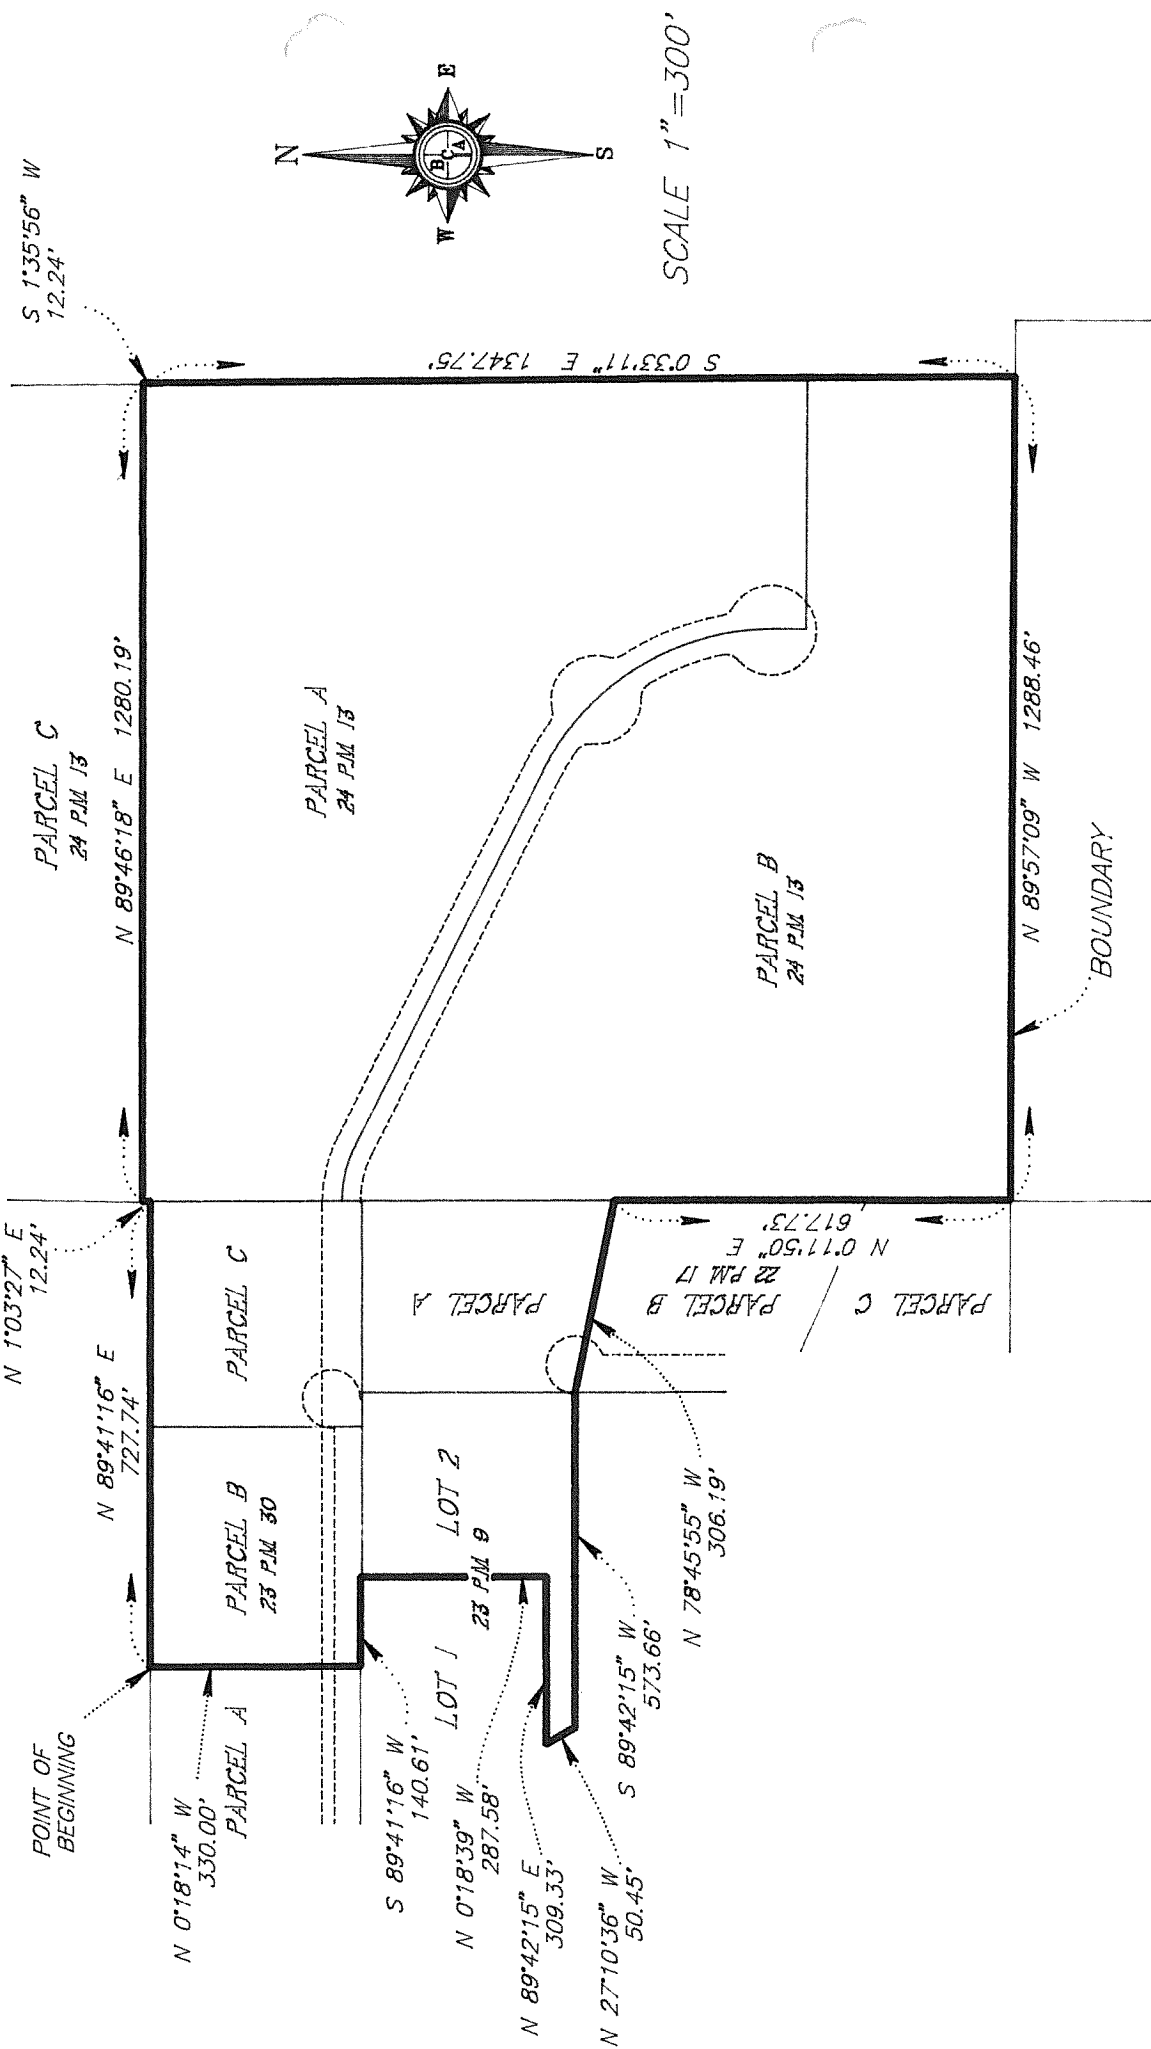 S 1°35'56" W
12.24'
N
W
E
S
BCA
SCALE 1"=300'
PARCEL C
24 PM 13
N 89°46'18" E 1280.19'
S 0°33'11" E 1347.75'
PARCEL A
24 PM 13
PARCEL B
24 PM 13
N 89°57'09" W 1288.46'
BOUNDARY
N 1°03'27" E
12.24'
N 89°41'16" E
727.74'
PARCEL C
PARCEL B
23 PM 30
PARCEL A
PARCEL B
22 PM 17
PARCEL C
N 0°11'50" E
617.73'
LOT 2
23 PM 9
LOT 1
N 78°45'55" W
306.19'
S 89°42'15" W
573.66'
POINT OF
BEGINNING
N 0°18'14" W
330.00'
PARCEL A
S 89°41'16" W
140.61'
N 0°18'39" W
287.58'
N 89°42'15" E
309.33'
N 27°10'36" W
50.45'